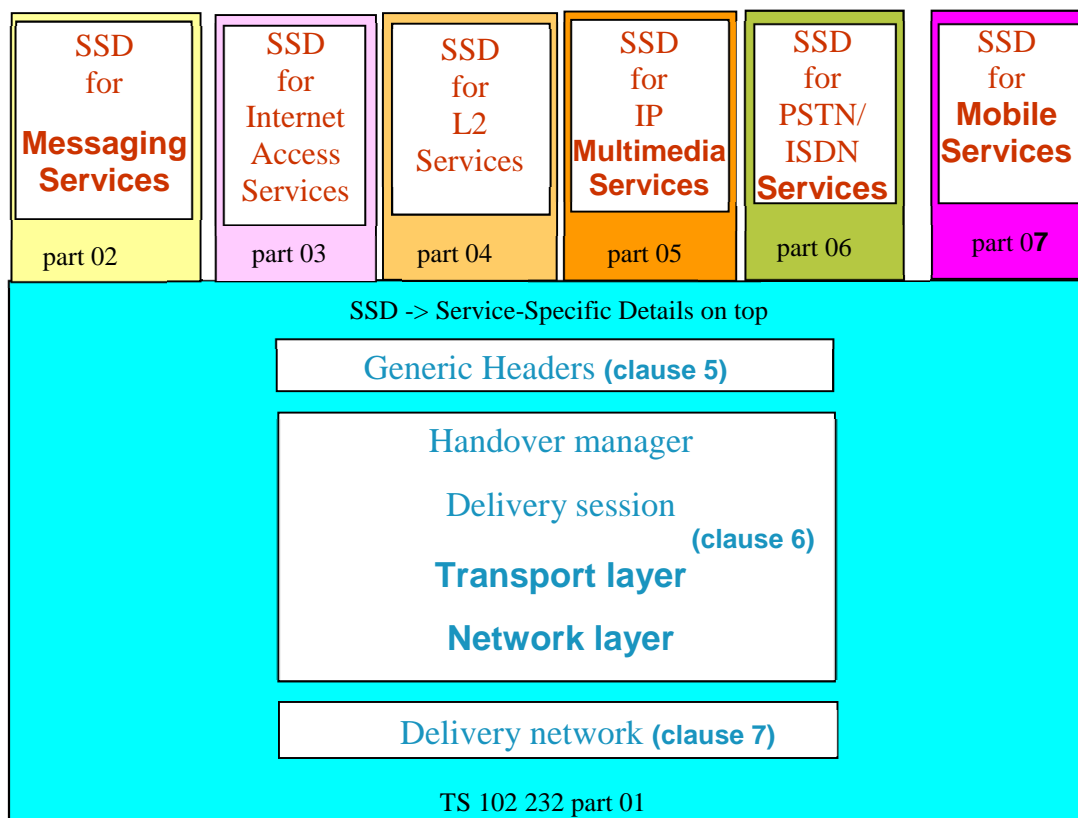 SSD
for
Messaging
Services
part 02
SSD
for
Internet
Access
Services
part 03
SSD
for
L2
Services
part 04
SSD
for
IP
Multimedia
Services
part 05
SSD
for
PSTN/
ISDN
Services
part 06
SSD
for
Mobile
Services
part 07
SSD -> Service-Specific Details on top
Generic Headers (clause 5)
Handover manager
Delivery session
(clause 6)
Transport layer
Network layer
Delivery network (clause 7)
TS 102 232 part 01